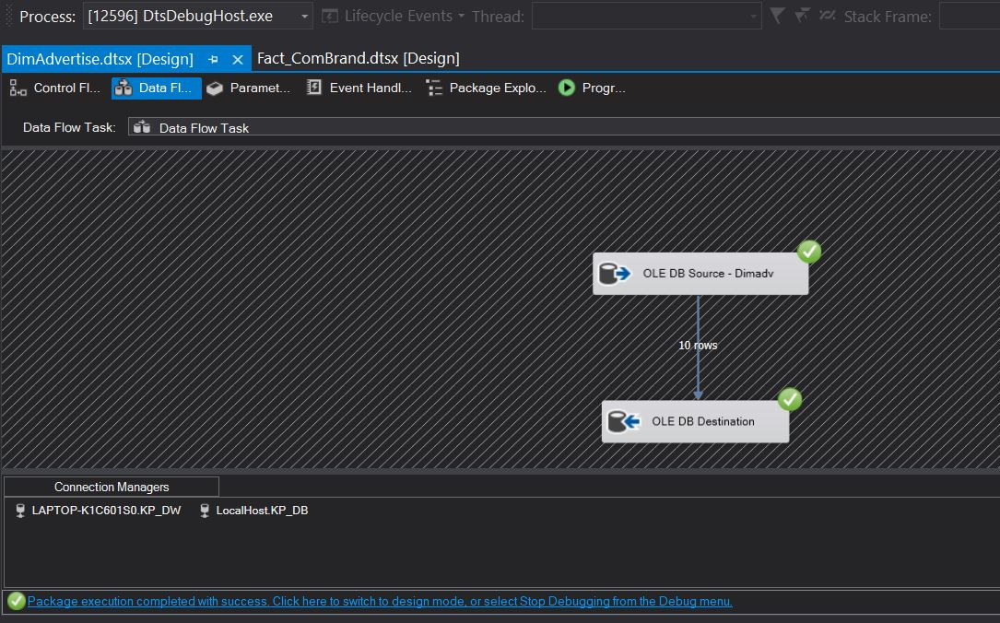 Process: [12596] DtsDebugHost.exe Lifecycle Events Thread: Stack Frame:
DimAdvertise.dtsx [Design] Fact_ComBrand.dtsx [Design]
Control Fl... Data Fl... Paramet... Event Handl... Package Explo... Progr...
Data Flow Task: Data Flow Task
OLE DB Source - Dimadv
10 rows
OLE DB Destination
Connection Managers
LAPTOP-K1C601S0.KP_DW LocalHost.KP_DB
Package execution completed with success. Click here to switch to design mode, or select Stop Debugging from the Debug menu.